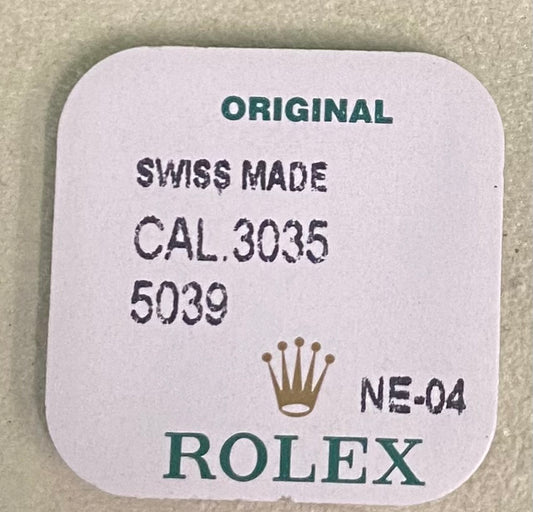 ORIGINAL
SWISS MADE
CAL.3035
5039
NE-04
ROLEX